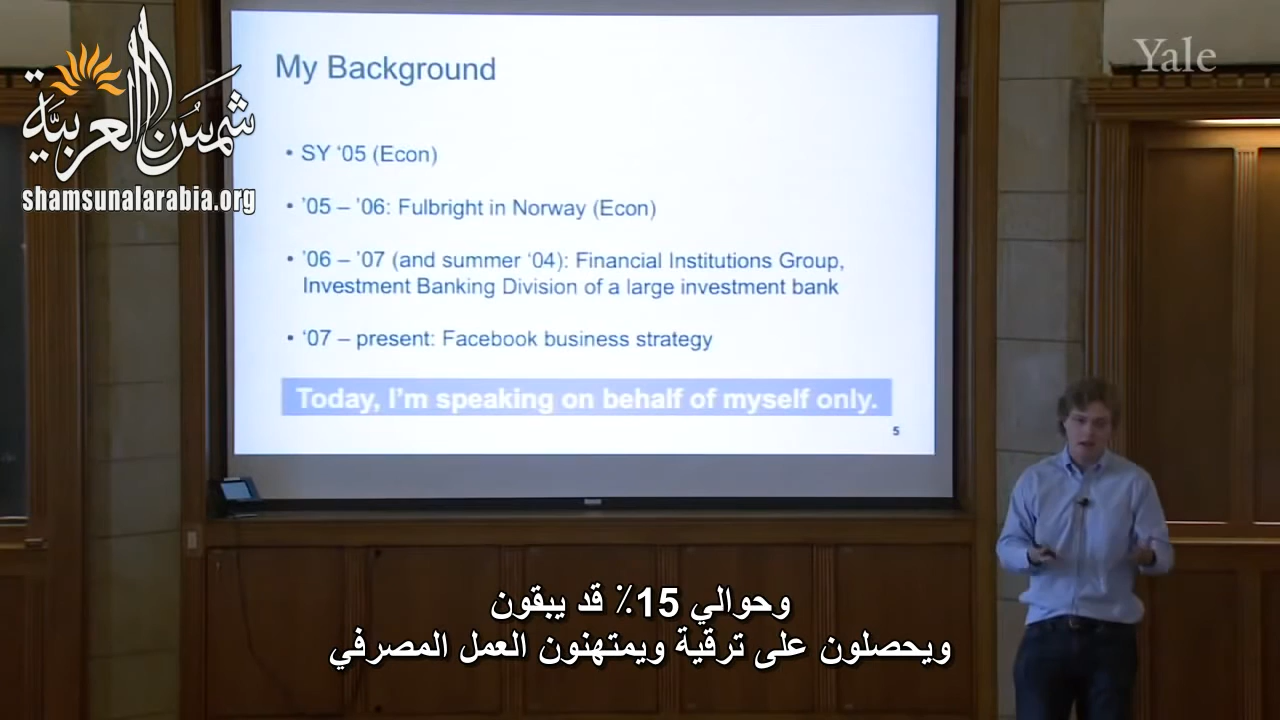 شمس العربية
shamsunalarabia.org
Yale
My Background
• SY ‘05 (Econ)
• ’05 – ’06: Fulbright in Norway (Econ)
• ’06 – ’07 (and summer ‘04): Financial Institutions Group,
Investment Banking Division of a large investment bank
• ‘07 – present: Facebook business strategy
Today, I’m speaking on behalf of myself only.
5
وحوالي 15٪ قد يبقون
ويحصلون على ترقية ويمتهنون العمل المصرفي